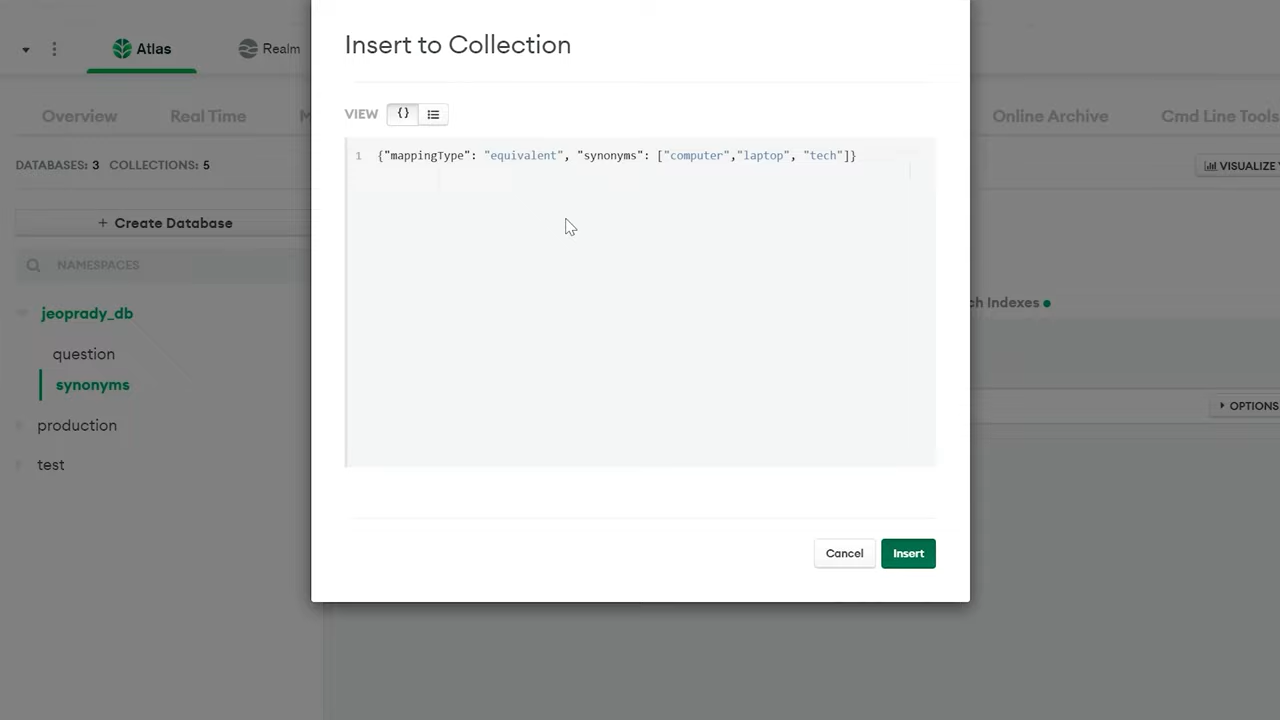 Insert to Collection
Atlas
Realm
Overview
Real Time
M
Online Archive
Cmd Line Tools
VIEW {}
DATABASES: 3 COLLECTIONS: 5
1 {"mappingType": "equivalent", "synonyms": ["computer","laptop", "tech"]}
VISUALIZE
+ Create Database
NAMESPACES
jeoprady_db
ch Indexes
question
synonyms
OPTIONS
production
test
Cancel
Insert